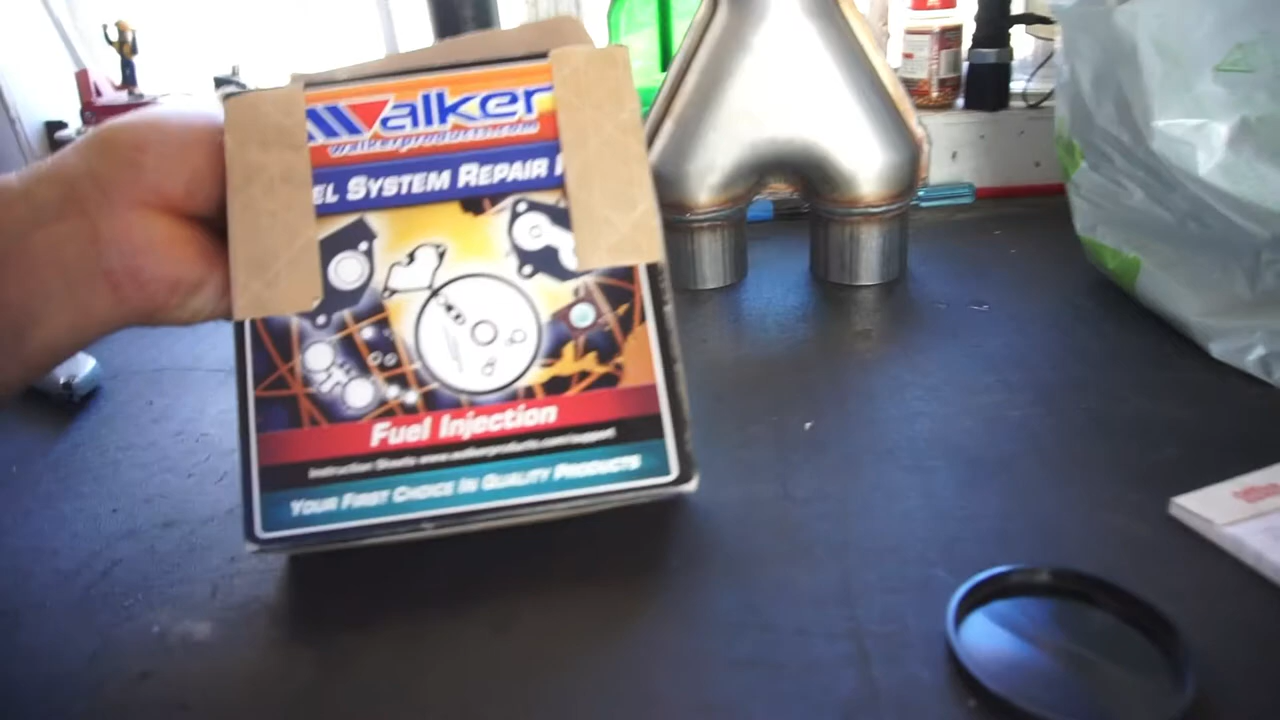 Walker
walkerproducts.com
EL SYSTEM REPAIR
Fuel Injection
Instruction Sheets www.walkerproducts.com/support
YOUR FIRST CHOICE IN QUALITY PRODUCTS